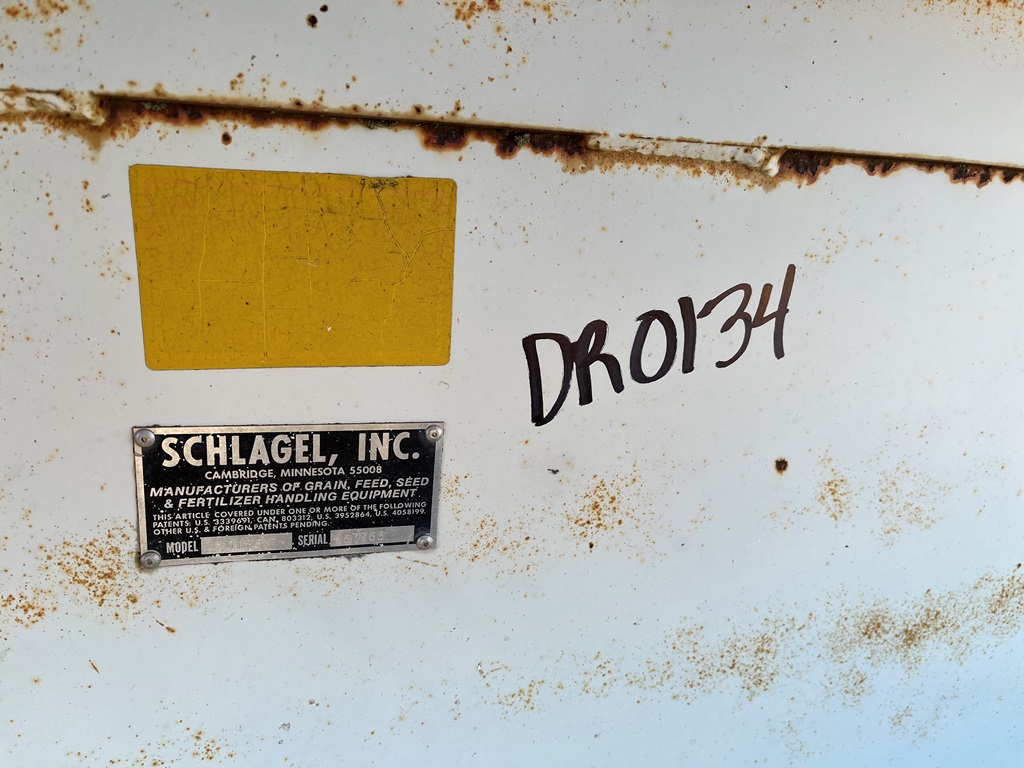 DR0134
SCHLAGEL, INC.
CAMBRIDGE, MINNESOTA 55008
MANUFACTURERS OF GRAIN, FEED, SEED
& FERTILIZER HANDLING EQUIPMENT
THIS ARTICLE COVERED UNDER ONE OR MORE OF THE FOLLOWING
PATENTS: U.S. 3339691, CAN. 803312, U.S. 3952864, U.S. 4058199.
OTHER U.S. & FOREIGN PATENTS PENDING.
MODEL SERIAL